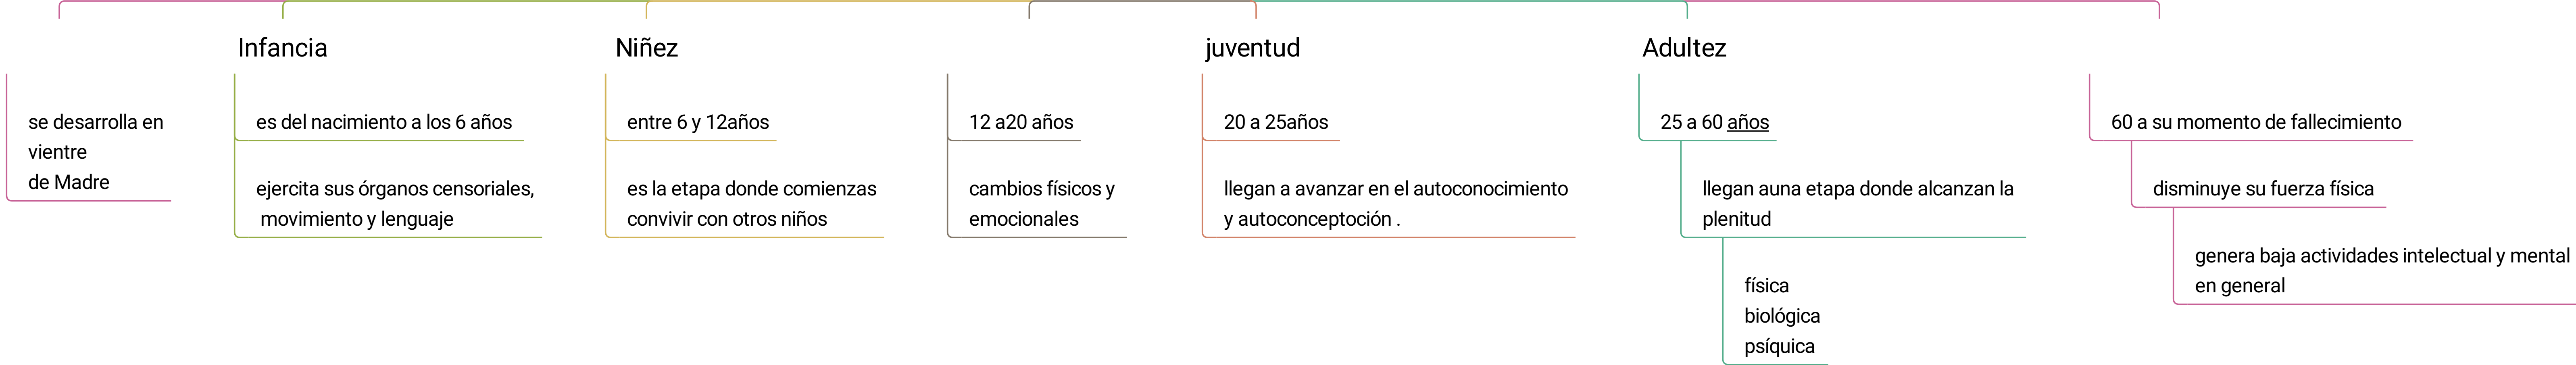 se desarrolla en
vientre
de Madre
Infancia
es del nacimiento a los 6 años
ejercita sus órganos censoriales,
movimiento y lenguaje
Niñez
entre 6 y 12años
es la etapa donde comienzas
convivir con otros niños
12 a20 años
cambios físicos y
emocionales
juventud
20 a 25años
llegan a avanzar en el autoconocimiento
y autoconceptoción .
Adultez
25 a 60 años
llegan auna etapa donde alcanzan la
plenitud
física
biológica
psíquica
60 a su momento de fallecimiento
disminuye su fuerza física
genera baja actividades intelectual y mental
en general